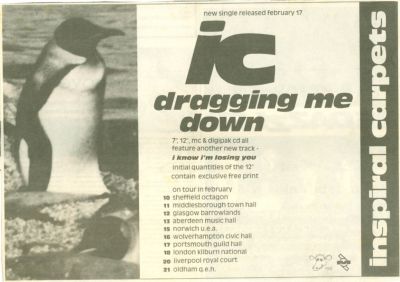 new single released february 17
ic
dragging me
down
7", 12", mc & digipak cd all
feature another new track -
i know i'm losing you
initial quantities of the 12"
contain exclusive free print
on tour in february
10 sheffield octagon
11 middlesborough town hall
12 glasgow barrowlands
13 aberdeen music hall
15 norwich u.e.a.
16 wolverhampton civic hall
17 portsmouth guild hall
18 london kilburn national
20 liverpool royal court
21 oldham q.e.h.
inspiral carpets